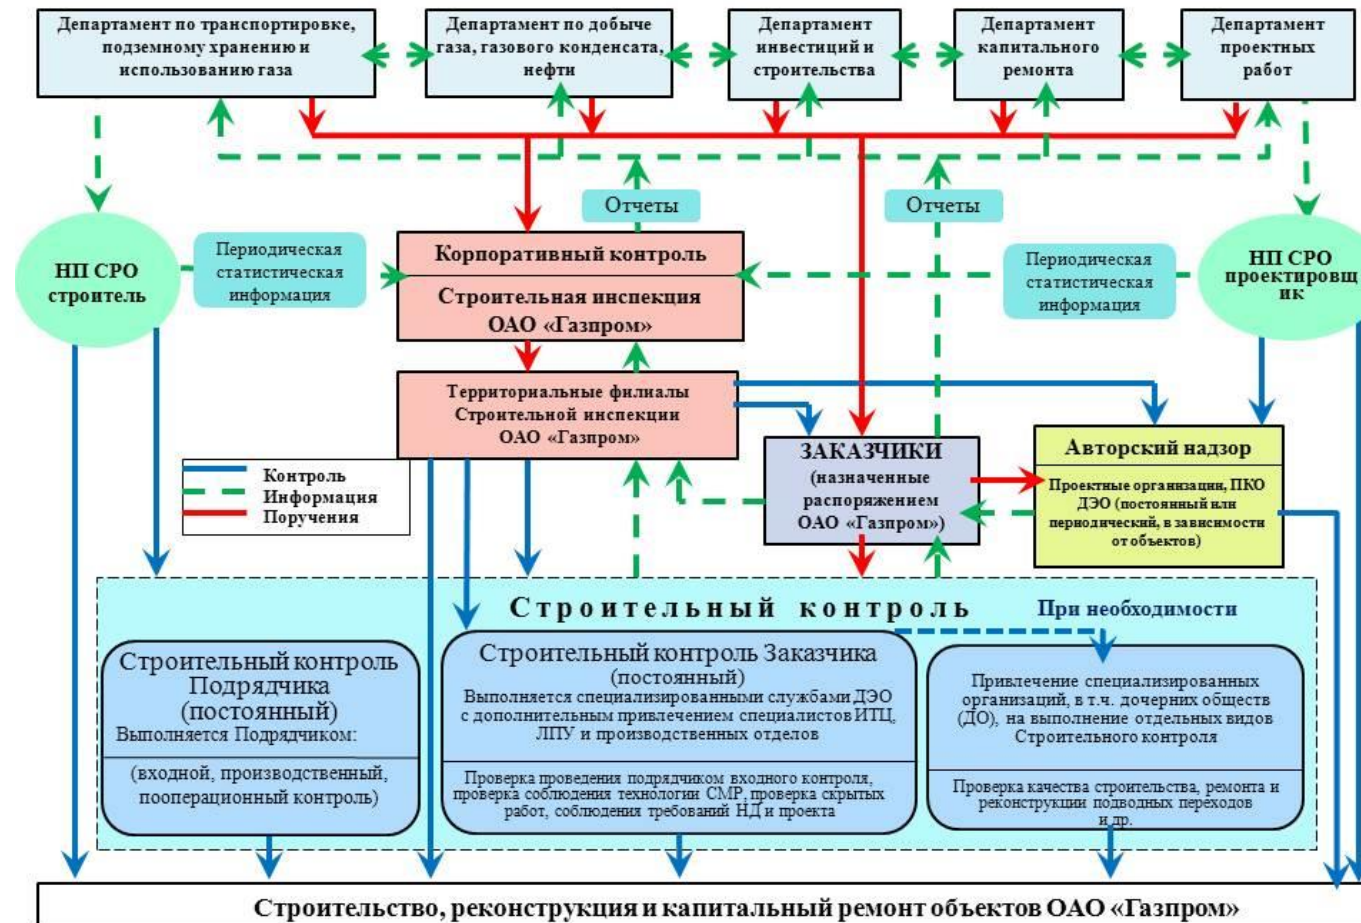 Департамент по транспортировке,
подземному хранению и
использованию газа
Департамент по добыче
газа, газового конденсата,
нефти
Департамент
инвестиций и
строительства
Департамент
капитального
ремонта
Департамент
проектных
работ
Отчеты
Отчеты
НП СРО
строитель
Периодическая
статистическая
информация
Корпоративный контроль
Строительная инспекция
ОАО «Газпром»
Периодическая
статистическая
информация
НП СРО
проектировщ
ик
Территориальные филиалы
Строительной инспекции
ОАО «Газпром»
Контроль
Информация
Поручения
ЗАКАЗЧИКИ
(назначенные
распоряжением
ОАО «Газпром»)
Авторский надзор
Проектные организации, ПКО
ДЭО (постоянный или
периодический, в зависимости
от объектов)
Строительный контроль
При необходимости
Строительный контроль
Подрядчика
(постоянный)
Выполняется Подрядчиком:
(входной, производственный,
пооперационный контроль)
Строительный контроль Заказчика
(постоянный)
Выполняется специализированными службами ДЭО
с дополнительным привлечением специалистов ИТЦ,
ЛПУ и производственных отделов
Проверка проведения подрядчиком входного контроля,
проверка соблюдения технологии СМР, проверка скрытых
работ, соблюдения требований НД и проекта
Привлечение специализированных
организаций, в т.ч. дочерних обществ
(ДО), на выполнение отдельных видов
Строительного контроля
Проверка качества строительства, ремонта и
реконструкции подводных переходов
и др.
Строительство, реконструкция и капитальный ремонт объектов ОАО «Газпром»